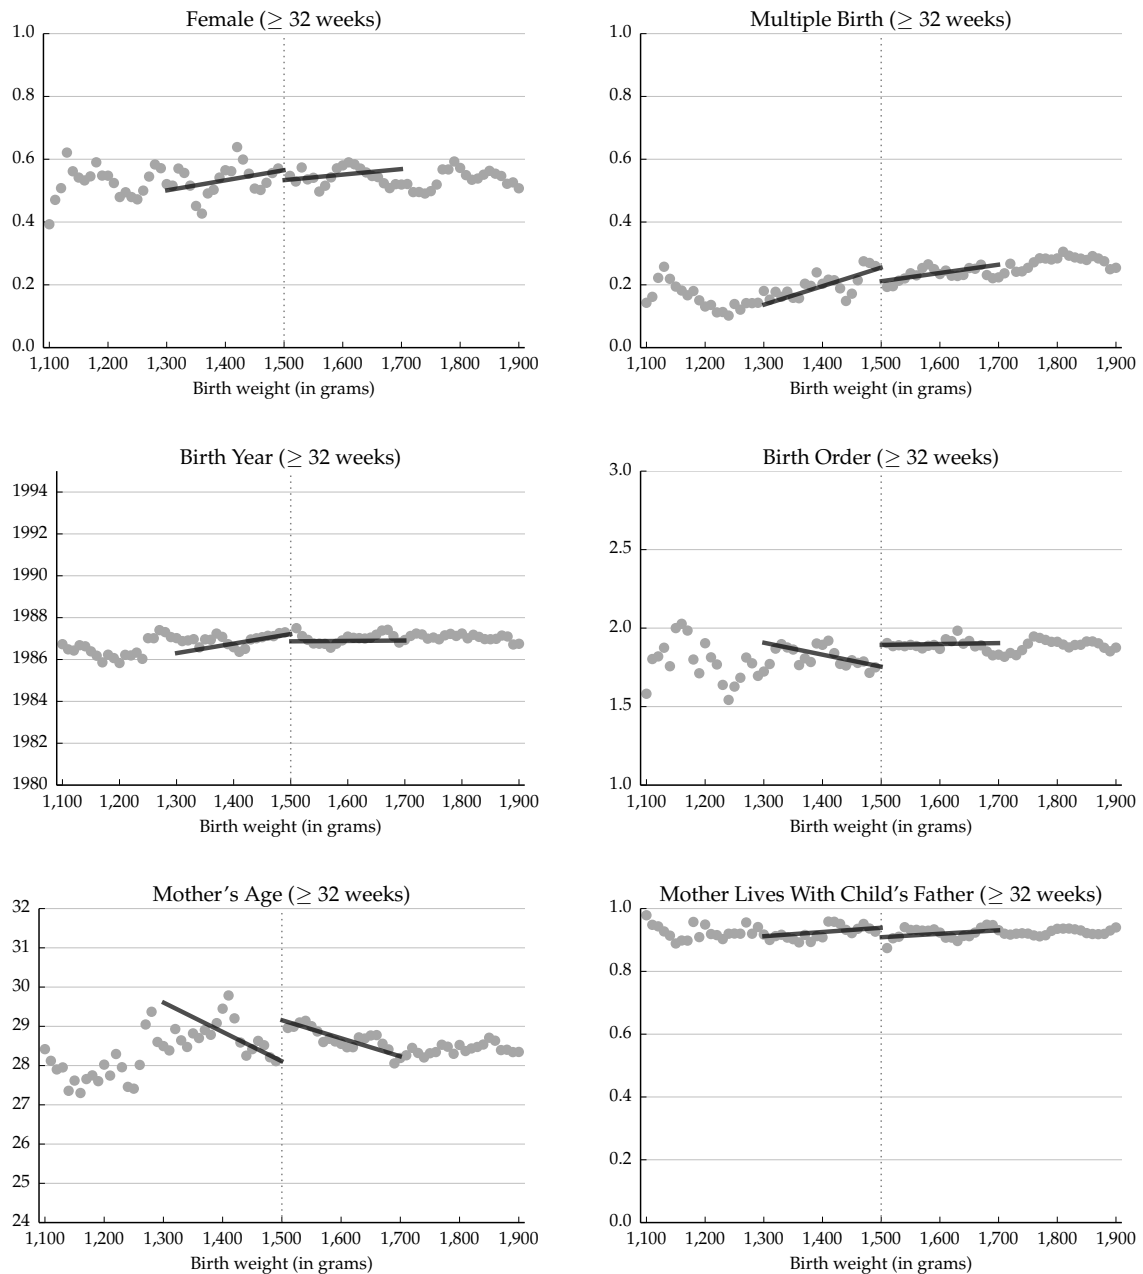 Female (≥ 32 weeks)
1.0
0.8
0.6
0.4
0.2
0.0
1,100 1,200 1,300 1,400 1,500 1,600 1,700 1,800 1,900
Birth weight (in grams)
Multiple Birth (≥ 32 weeks)
1.0
0.8
0.6
0.4
0.2
0.0
1,100 1,200 1,300 1,400 1,500 1,600 1,700 1,800 1,900
Birth weight (in grams)
Birth Year (≥ 32 weeks)
1994
1992
1990
1988
1986
1984
1982
1980
1,100 1,200 1,300 1,400 1,500 1,600 1,700 1,800 1,900
Birth weight (in grams)
Birth Order (≥ 32 weeks)
3.0
2.5
2.0
1.5
1.0
1,100 1,200 1,300 1,400 1,500 1,600 1,700 1,800 1,900
Birth weight (in grams)
Mother's Age (≥ 32 weeks)
32
31
30
29
28
27
26
25
24
1,100 1,200 1,300 1,400 1,500 1,600 1,700 1,800 1,900
Birth weight (in grams)
Mother Lives With Child's Father (≥ 32 weeks)
1.0
0.8
0.6
0.4
0.2
0.0
1,100 1,200 1,300 1,400 1,500 1,600 1,700 1,800 1,900
Birth weight (in grams)